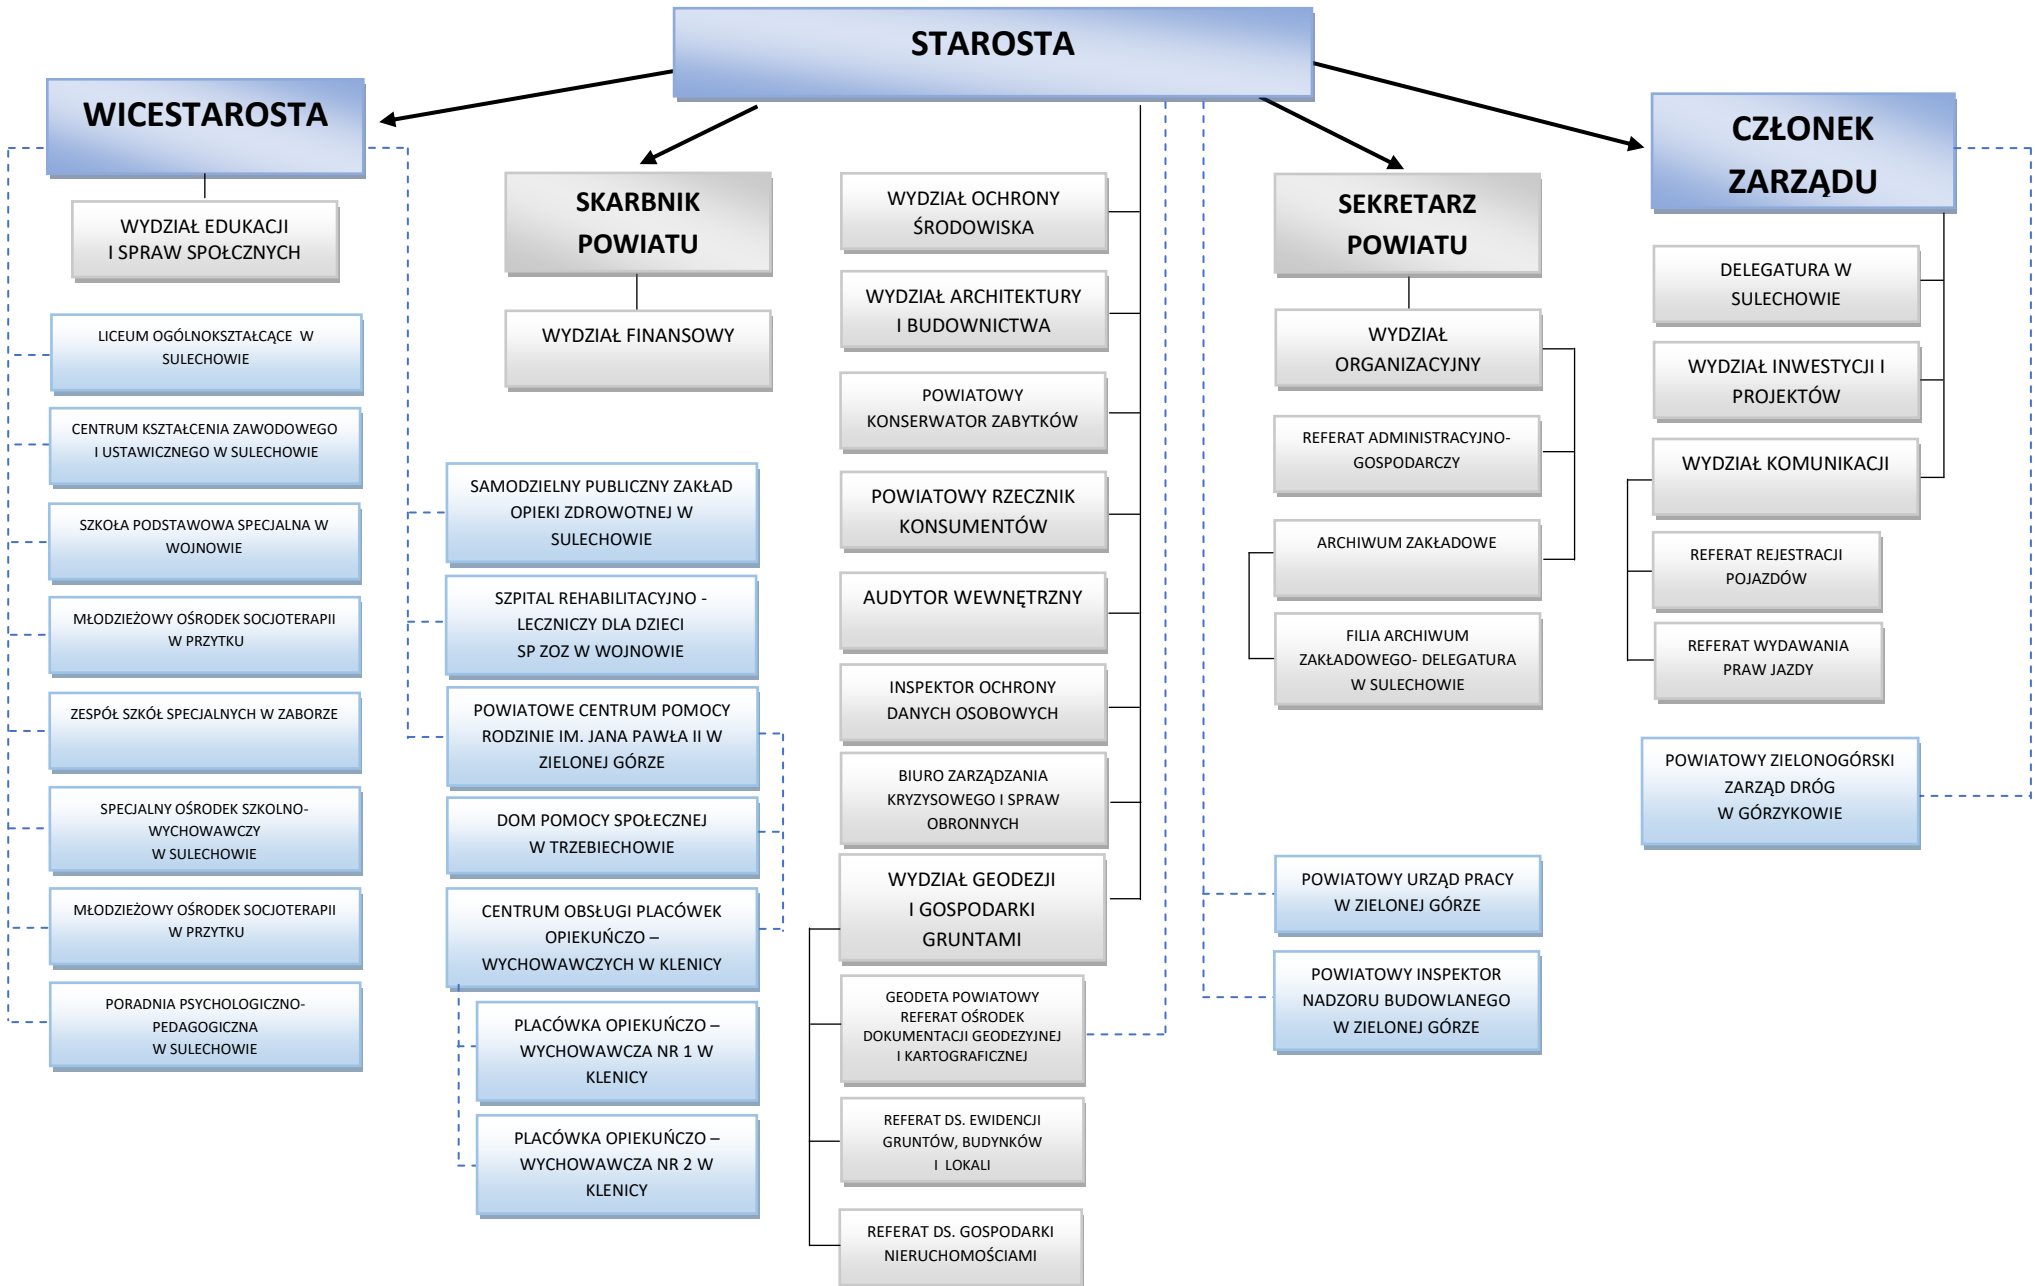 STAROSTA
WICESTAROSTA
WYDZIAŁ EDUKACJI
I SPRAW SPOŁCZNYCH
LICEUM OGÓLNOKSZTAŁCĄCE W
SULECHOWIE
CENTRUM KSZTAŁCENIA ZAWODOWEGO
I USTAWICZNEGO W SULECHOWIE
SZKOŁA PODSTAWOWA SPECJALNA W
WOJNOWIE
MŁODZIEŻOWY OŚRODEK SOCJOTERAPII
W PRZYTKU
ZESPÓŁ SZKÓŁ SPECJALNYCH W ZABORZE
SPECJALNY OŚRODEK SZKOLNO-
WYCHOWAWCZY
W SULECHOWIE
MŁODZIEŻOWY OŚRODEK SOCJOTERAPII
W PRZYTKU
PORADNIA PSYCHOLOGICZNO-
PEDAGOGICZNA
W SULECHOWIE
SKARBNIK
POWIATU
WYDZIAŁ FINANSOWY
SAMODZIELNY PUBLICZNY ZAKŁAD
OPIEKI ZDROWOTNEJ W
SULECHOWIE
SZPITAL REHABILITACYJNO -
LECZNICZY DLA DZIECI
SP ZOZ W WOJNOWIE
POWIATOWE CENTRUM POMOCY
RODZINIE IM. JANA PAWŁA II W
ZIELONEJ GÓRZE
DOM POMOCY SPOŁECZNEJ
W TRZEBIECHOWIE
CENTRUM OBSŁUGI PLACÓWEK
OPIEKUŃCZO –
WYCHOWAWCZYCH W KLENICY
PLACÓWKA OPIEKUŃCZO –
WYCHOWAWCZA NR 1 W
KLENICY
PLACÓWKA OPIEKUŃCZO –
WYCHOWAWCZA NR 2 W
KLENICY
WYDZIAŁ OCHRONY
ŚRODOWISKA
WYDZIAŁ ARCHITEKTURY
I BUDOWNICTWA
POWIATOWY
KONSERWATOR ZABYTKÓW
POWIATOWY RZECZNIK
KONSUMENTÓW
AUDYTOR WEWNĘTRZNY
INSPEKTOR OCHRONY
DANYCH OSOBOWYCH
BIURO ZARZĄDZANIA
KRYZYSOWEGO I SPRAW
OBRONNYCH
WYDZIAŁ GEODEZJI
I GOSPODARKI
GRUNTAMI
GEODETA POWIATOWY
REFERAT OŚRODEK
DOKUMENTACJI GEODEZYJNEJ
I KARTOGRAFICZNEJ
REFERAT DS. EWIDENCJI
GRUNTÓW, BUDYNKÓW
I LOKALI
REFERAT DS. GOSPODARKI
NIERUCHOMOŚCIAMI
SEKRETARZ
POWIATU
WYDZIAŁ
ORGANIZACYJNY
REFERAT ADMINISTRACYJNO-
GOSPODARCZY
ARCHIWUM ZAKŁADOWE
FILIA ARCHIWUM
ZAKŁADOWEGO- DELEGATURA
W SULECHOWIE
POWIATOWY URZĄD PRACY
W ZIELONEJ GÓRZE
POWIATOWY INSPEKTOR
NADZORU BUDOWLANEGO
W ZIELONEJ GÓRZE
CZŁONEK
ZARZĄDU
DELEGATURA W
SULECHOWIE
WYDZIAŁ INWESTYCJI I
PROJEKTÓW
WYDZIAŁ KOMUNIKACJI
REFERAT REJESTRACJI
POJAZDÓW
REFERAT WYDAWANIA
PRAW JAZDY
POWIATOWY ZIELONOGÓRSKI
ZARZĄD DRÓG
W GÓRZYKOWIE